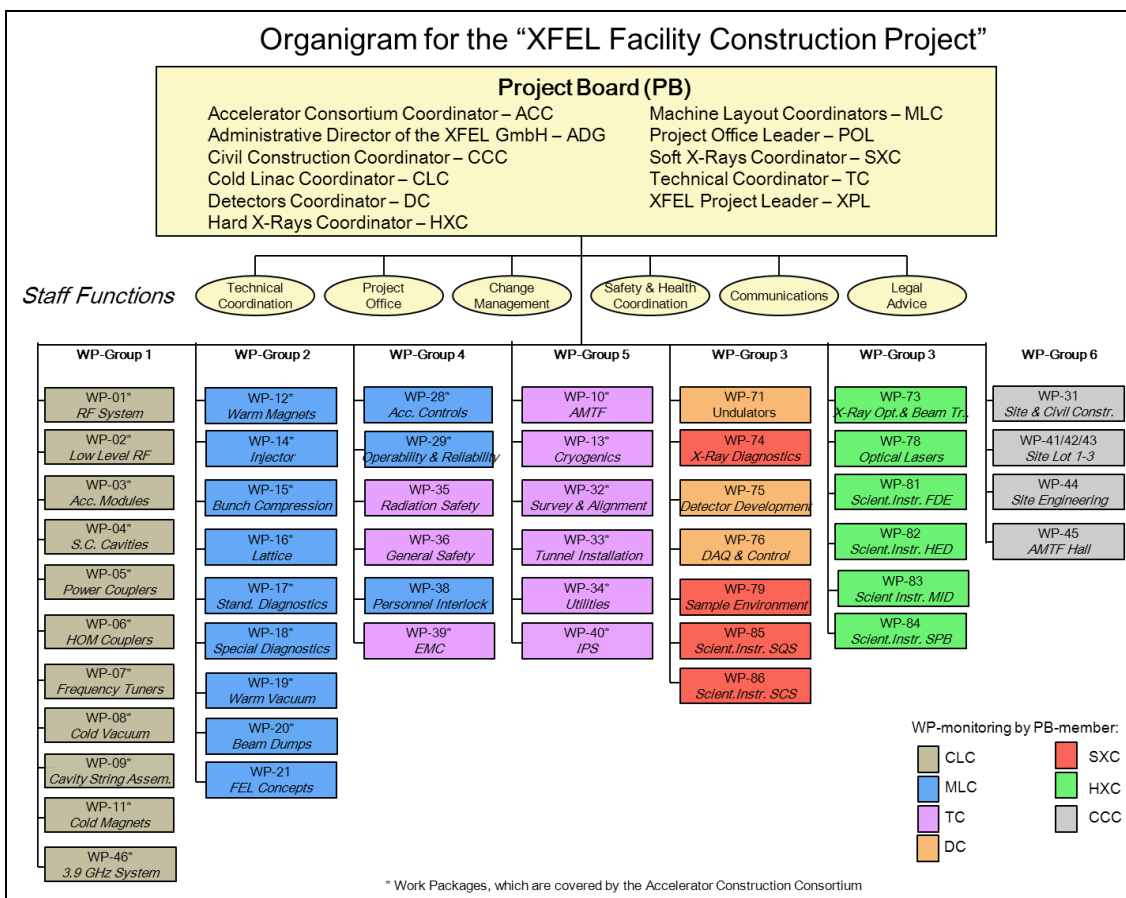 Organigram for the “XFEL Facility Construction Project”
Project Board (PB)
Accelerator Consortium Coordinator – ACC
Administrative Director of the XFEL GmbH – ADG
Civil Construction Coordinator – CCC
Cold Linac Coordinator – CLC
Detectors Coordinator – DC
Hard X-Rays Coordinator – HXC
Machine Layout Coordinators – MLC
Project Office Leader – POL
Soft X-Rays Coordinator – SXC
Technical Coordinator – TC
XFEL Project Leader – XPL
Staff Functions
Technical
Coordination
Project
Office
Change
Management
Safety & Health
Coordination
Communications
Legal
Advice
WP-Group 1
WP-01*
RF System
WP-02*
Low Level RF
WP-03*
Acc. Modules
WP-04*
S.C. Cavities
WP-05*
Power Couplers
WP-06*
HOM Couplers
WP-07*
Frequency Tuners
WP-08*
Cold Vacuum
WP-09*
Cavity String Assem.
WP-11*
Cold Magnets
WP-46*
3.9 GHz System
WP-Group 2
WP-12*
Warm Magnets
WP-14*
Injector
WP-15*
Bunch Compression
WP-16*
Lattice
WP-17*
Stand. Diagnostics
WP-18*
Special Diagnostics
WP-19*
Warm Vacuum
WP-20*
Beam Dumps
WP-21
FEL Concepts
WP-Group 4
WP-28*
Acc. Controls
WP-29*
Operability & Reliability
WP-35
Radiation Safety
WP-36
General Safety
WP-38
Personnel Interlock
WP-39*
EMC
WP-Group 5
WP-10*
AMTF
WP-13*
Cryogenics
WP-32*
Survey & Alignment
WP-33*
Tunnel Installation
WP-34*
Utilities
WP-40*
IPS
WP-Group 3
WP-71
Undulators
WP-74
X-Ray Diagnostics
WP-75
Detector Development
WP-76
DAQ & Control
WP-79
Sample Environment
WP-85
Scient.Instr. SQS
WP-86
Scient.Instr. SCS
WP-Group 3
WP-73
X-Ray Opt.& Beam Tr..
WP-78
Optical Lasers
WP-81
Scient.Instr. FDE
WP-82
Scient.Instr. HED
WP-83
Scient Instr. MID
WP-84
Scient.Instr. SPB
WP-Group 6
WP-31
Site & Civil Constr.
WP-41/42/43
Site Lot 1-3
WP-44
Site Engineering
WP-45
AMTF Hall
WP-monitoring by PB-member:
CLC
MLC
TC
DC
SXC
HXC
CCC
* Work Packages, which are covered by the Accelerator Construction Consortium